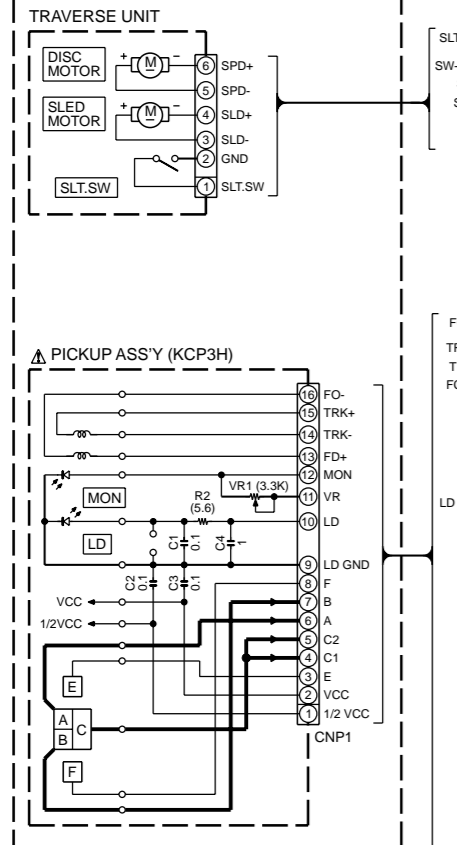 TRAVERSE UNIT
SLT
DISC
MOTOR
+ M -
6 SPD+
SW-
5 SPD-
SLED
MOTOR
+ M -
4 SLD+
3 SLD-
2 GND
SLT.SW
1 SLT.SW
⚠ PICKUP ASS'Y (KCP3H)
16 FO-
15 TRK+
14 TRK-
13 FD+
12 MON
MON
VR1 (3.3K)
11 VR
R2
(5.6)
10 LD
LD
LD
C1
0.1
C4
1
9 LD GND
C2
0.1
C3
0.1
8 F
VCC
7 B
1/2VCC
6 A
5 C2
4 C1
3 E
E
2 VCC
A
B
C
1 1/2 VCC
CNP1
F